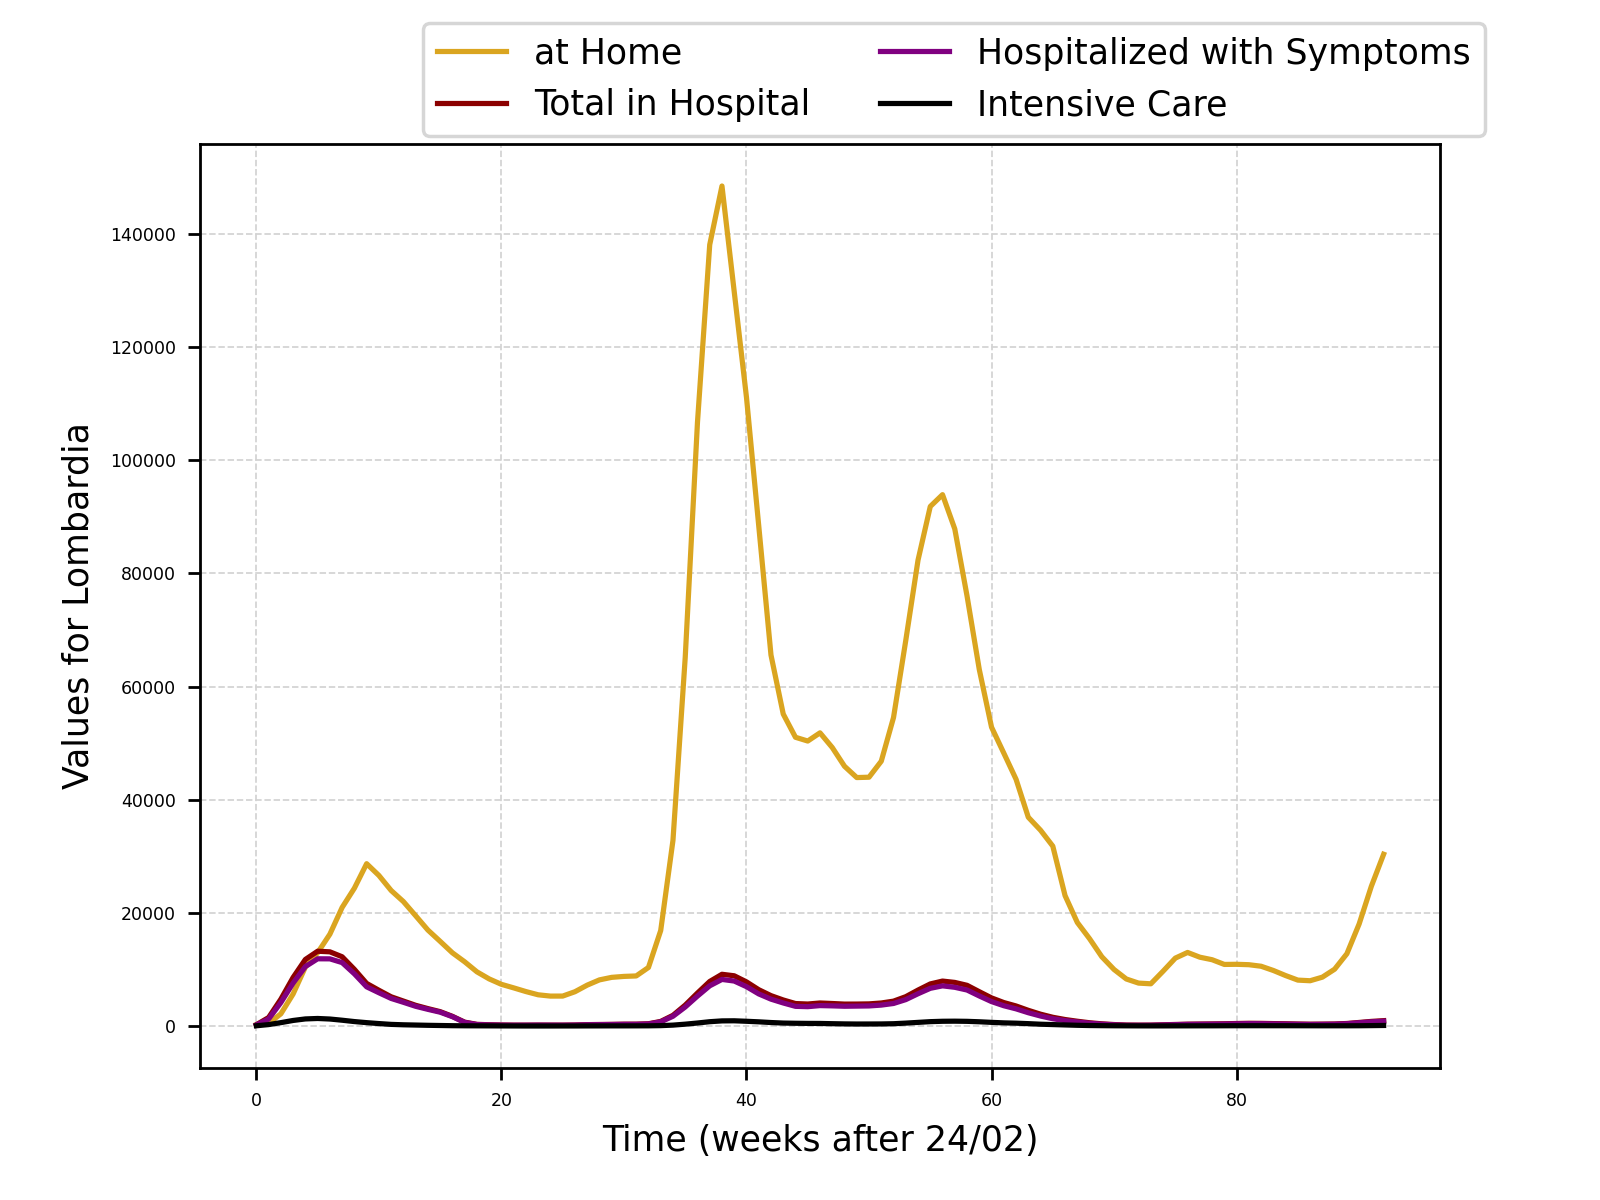 at Home
Total in Hospital
Hospitalized with Symptoms
Intensive Care
Values for Lombardia
140000
120000
100000
80000
60000
40000
20000
0
0 20 40 60 80
Time (weeks after 24/02)